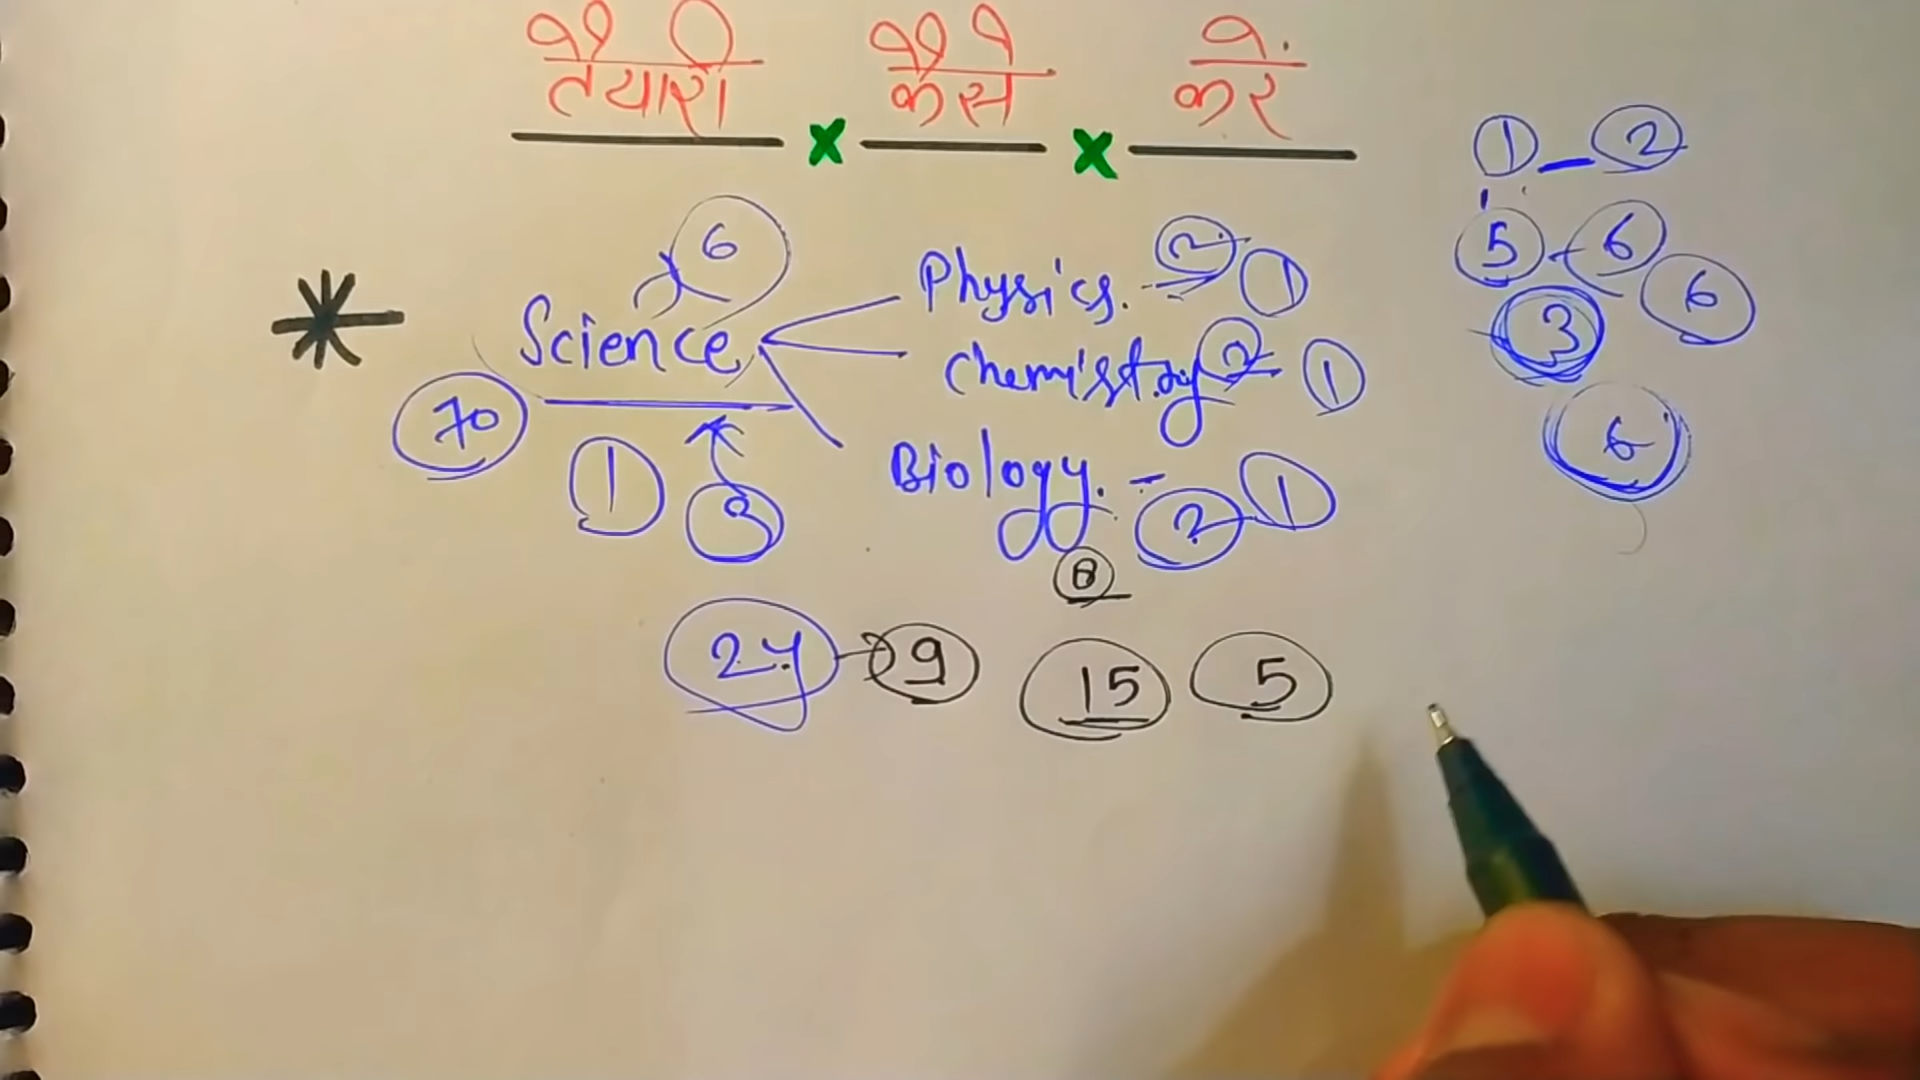 तैयारी × कैसे × करें
1 - 2
5 - 6 6
3
6
6
Science
70
1 3
Physics. 2 1
Chemistry 2 1
Biology. - 2 1
B
24 → 9 15 5